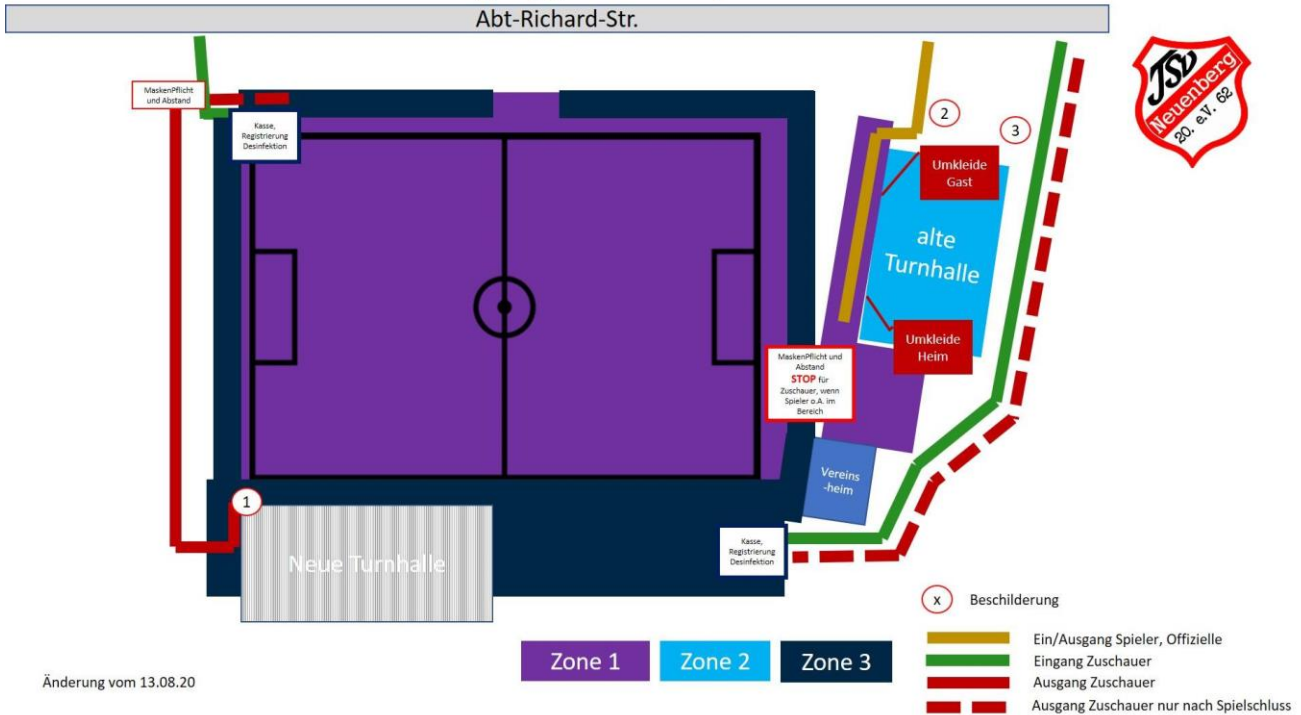 Abt-Richard-Str.
TSV
Neuenberg
20. e.V. 62
MaskenPflicht
und Abstand
Kasse,
Registrierung
Desinfektion
2
3
Umkleide
Gast
alte
Turnhalle
Umkleide
Heim
MaskenPflicht und
Abstand
STOP für
Zuschauer, wenn
Spieler o.A. im
Bereich
Vereins
-heim
1
Neue Turnhalle
Kasse,
Registrierung
Desinfektion
x Beschilderung
Zone 1
Zone 2
Zone 3
Ein/Ausgang Spieler, Offizielle
Eingang Zuschauer
Ausgang Zuschauer
Ausgang Zuschauer nur nach Spielschluss
Änderung vom 13.08.20